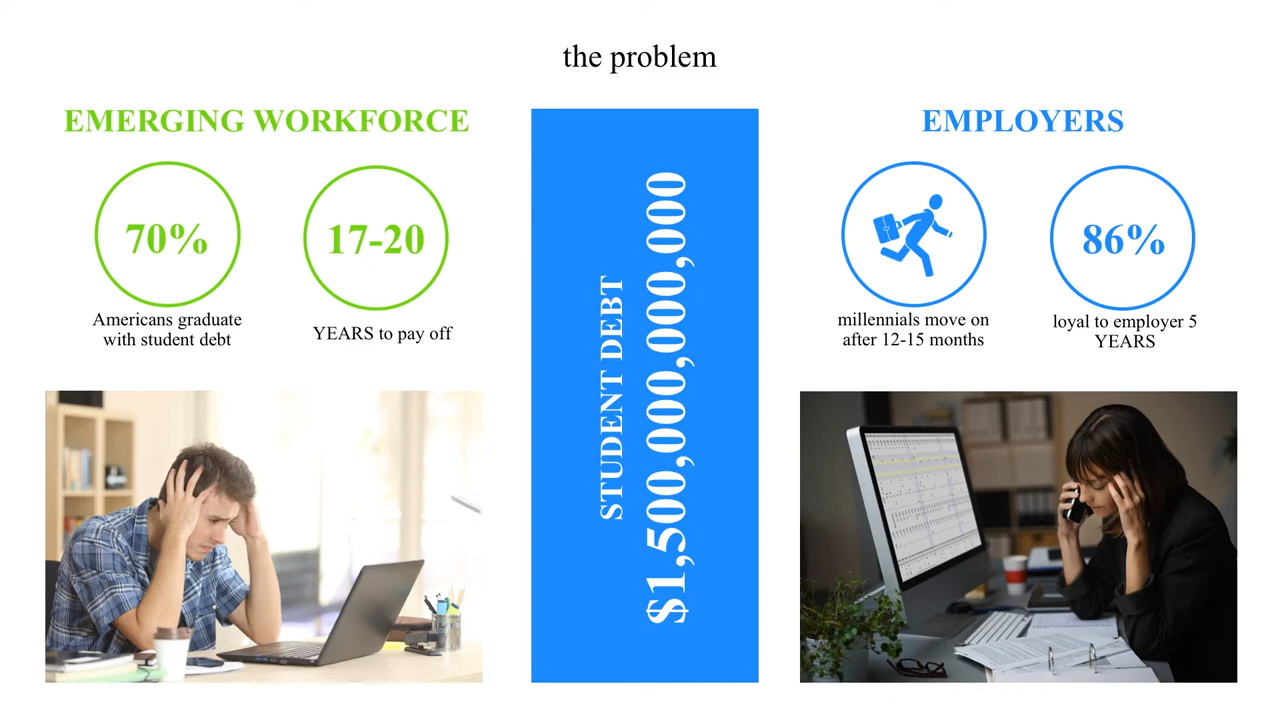 the problem
EMERGING WORKFORCE
70%
Americans graduate
with student debt
17-20
YEARS to pay off
STUDENT DEBT
$1,500,000,000,000
EMPLOYERS
millennials move on
after 12-15 months
86%
loyal to employer 5
YEARS